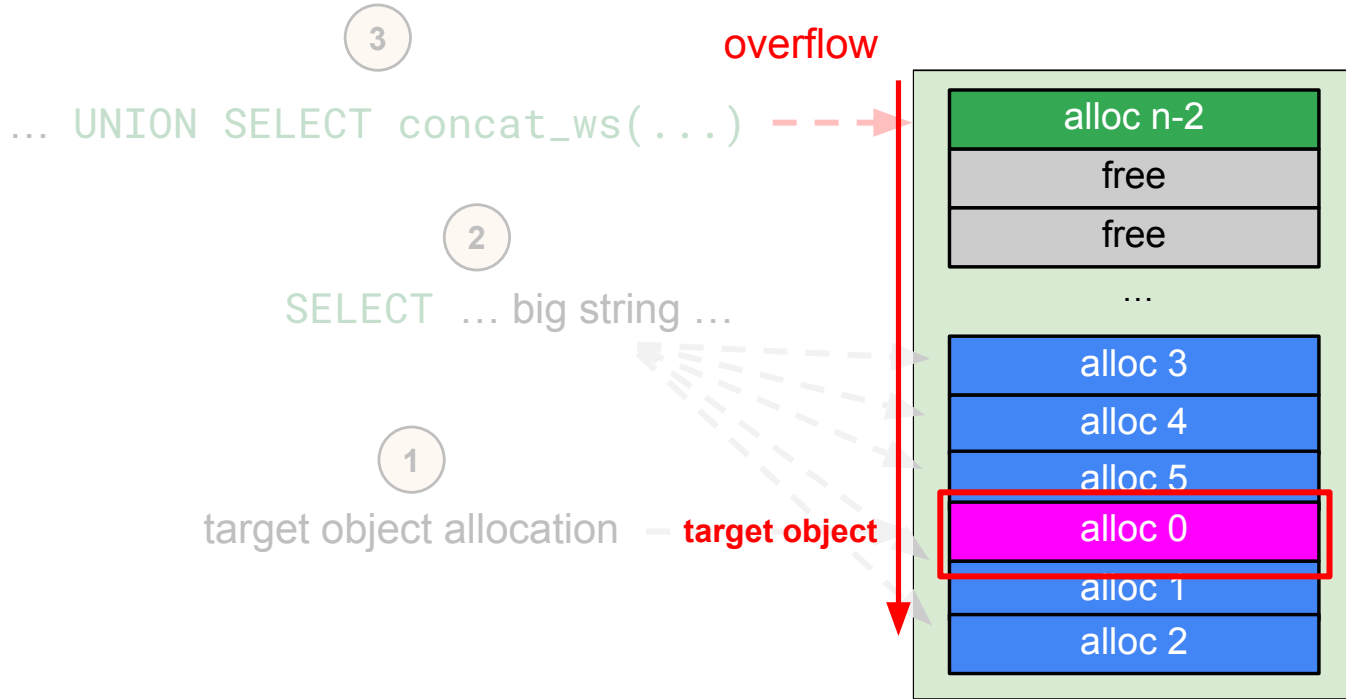 3
overflow
… UNION SELECT concat_ws(...)
alloc n-2
free
2
free
…
SELECT … big string …
alloc 3
alloc 4
1
alloc 5
target object allocation
target object
alloc 0
alloc 1
alloc 2